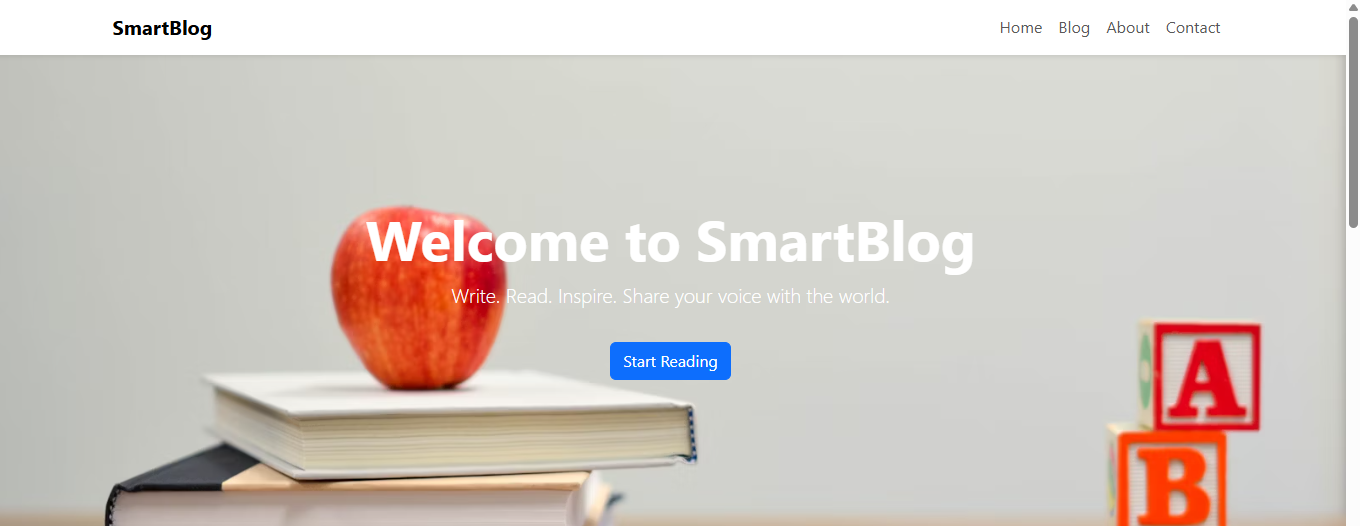 SmartBlog
Home Blog About Contact
Welcome to SmartBlog
Write. Read. Inspire. Share your voice with the world.
Start Reading
A
B